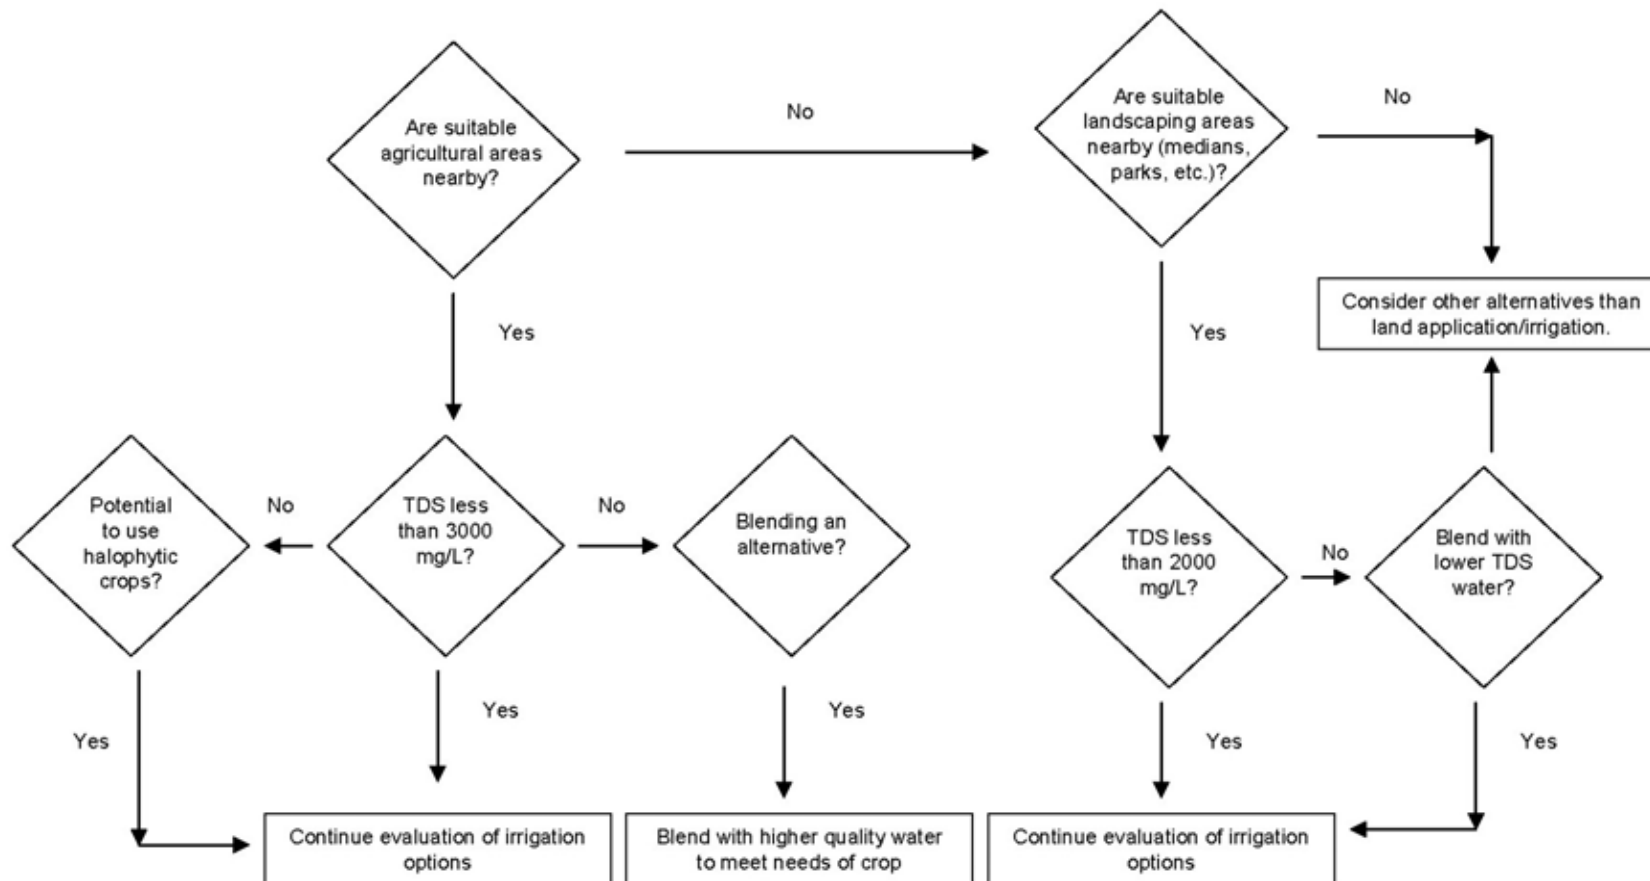 Are suitable
agricultural areas
nearby?
No
Are suitable
landscaping areas
nearby (medians,
parks, etc.)?
No
Yes
Yes
Consider other alternatives than
land application/irrigation.
Potential
to use
halophytic
crops?
No
TDS less
than 3000
mg/L?
No
Blending an
alternative?
TDS less
than 2000
mg/L?
No
Blend with
lower TDS
water?
Yes
Yes
Yes
Yes
Yes
Continue evaluation of irrigation
options
Blend with higher quality water
to meet needs of crop
Continue evaluation of irrigation
options